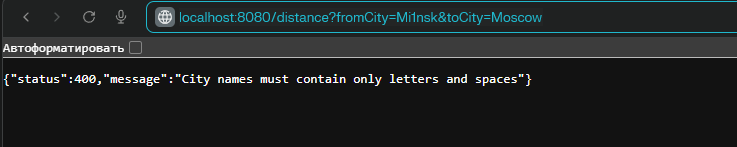 localhost:8080/distance?fromCity=Mi1nsk&toCity=Moscow
Автоформатировать
{"status":400,"message":"City names must contain only letters and spaces"}